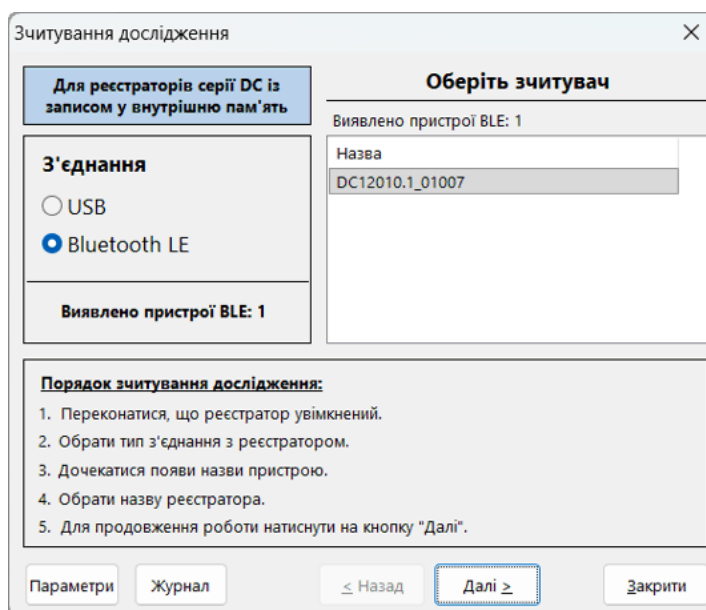 Зчитування дослідження
Для реєстраторів серії DC із
записом у внутрішню пам'ять
З'єднання
USB
Bluetooth LE
Виявлено пристрої BLE: 1
Оберіть зчитувач
Виявлено пристрої BLE: 1
Назва
DC12010.1_01007
Порядок зчитування дослідження:
1. Переконатися, що реєстратор увімкнений.
2. Обрати тип з'єднання з реєстратором.
3. Дочекатися появи назви пристрою.
4. Обрати назву реєстратора.
5. Для продовження роботи натиснути на кнопку "Далі".
Параметри
Журнал
< Назад
Далі >
Закрити